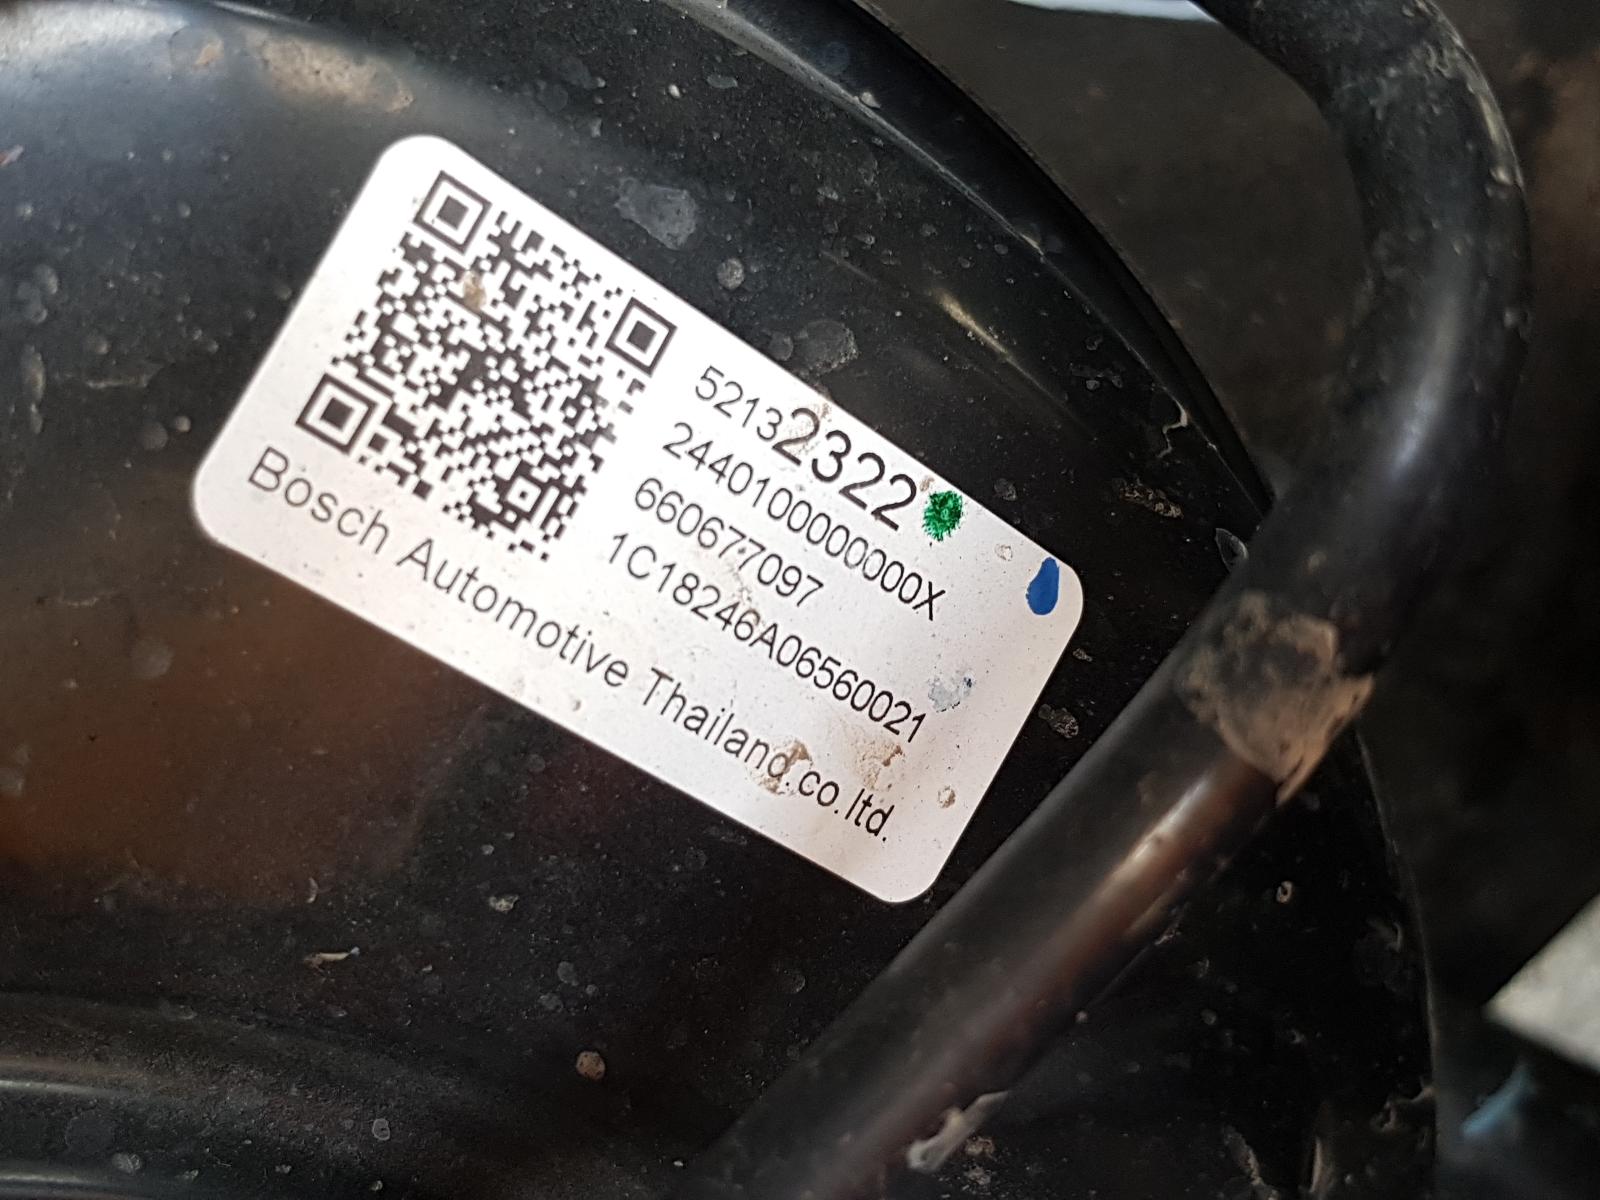 52132322
2440100000000X
660677097
1C18246A06560021
Bosch Automotive Thailand.co.ltd.